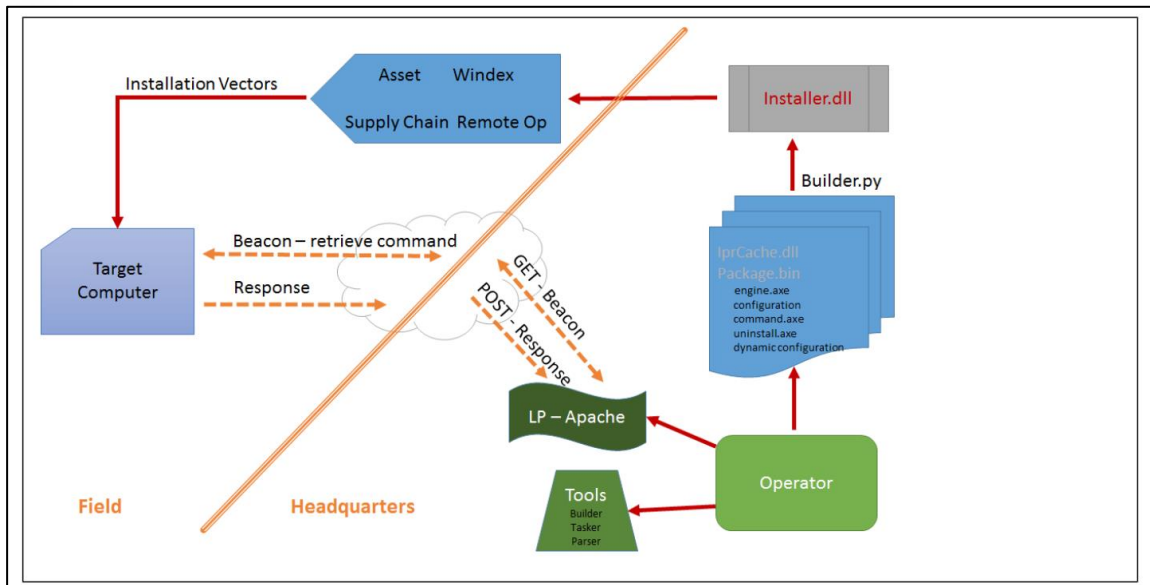 Installation Vectors
Asset Windex
Supply Chain Remote Op
Installer.dll
Builder.py
IprCache.dll
Package.bin
engine.axe
configuration
command.axe
uninstall.axe
dynamic configuration
Target
Computer
Beacon – retrieve command
Response
GET - Beacon
POST - Response
LP – Apache
Operator
Tools
Builder
Tasker
Parser
Field
Headquarters